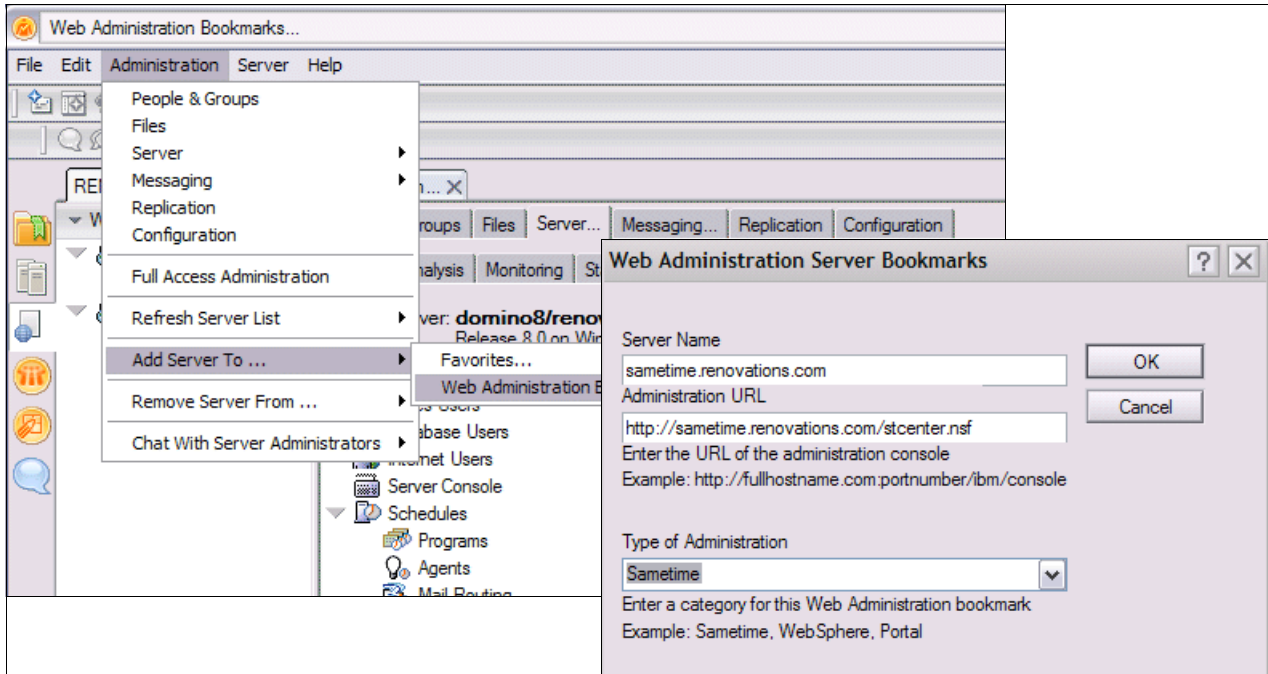 Web Administration Bookmarks...
File Edit Administration Server Help
People & Groups
Files
Server
Messaging
Replication
Configuration
Full Access Administration
Refresh Server List
Add Server To ...
Remove Server From ...
Chat With Server Administrators
Favorites...
Web Administration
Files Server... Messaging... Replication Configuration
Monitoring
domino8/
Release 8.0 on
Users
Users
Internet Users
Server Console
Schedules
Programs
Agents
Mail Routing
Web Administration Server Bookmarks
Server Name
sametime.renovations.com
OK
Administration URL
Cancel
http://sametime.renovations.com/stcenter.nsf
Enter the URL of the administration console
Example: http://fullhostname.com:portnumber/ibm/console
Type of Administration
Sametime
Enter a category for this Web Administration bookmark
Example: Sametime, WebSphere, Portal